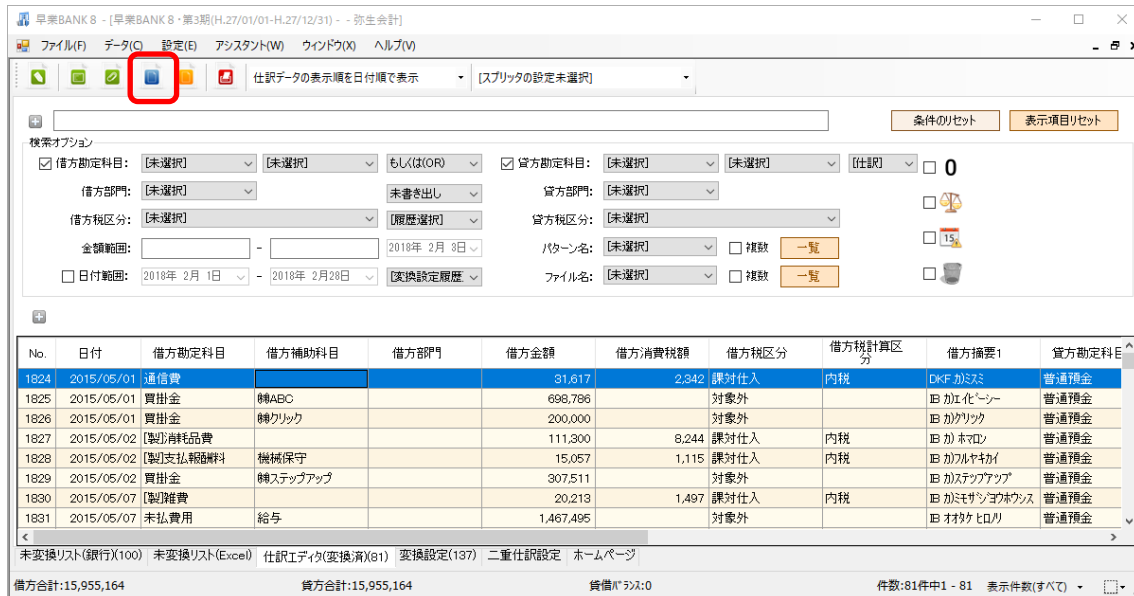 早業BANK 8 - [早業BANK 8・第3期(H.27/01/01-H.27/12/31) - - 弥生会計]
ファイル(F) データ(C) 設定(E) アシスタント(W) ウィンドウ(X) ヘルプ(V)
仕訳データの表示順を日付順で表示 [スプリッタの設定未選択]
条件のリセット 表示項目リセット
検索オプション
借方勘定科目: [未選択] [未選択] もしくは(OR) 貸方勘定科目: [未選択] [未選択] [仕訳] 0
借方部門: [未選択] 未書き出し 貸方部門: [未選択]
借方税区分: [未選択] [履歴選択] 貸方税区分: [未選択]
金額範囲: - 2018年 2月 8日 パターン名: [未選択] 複数 一覧 15
日付範囲: 2018年 2月 1日 - 2018年 2月28日 [変換設定履歴 ファイル名: [未選択] 複数 一覧
No. 日付 借方勘定科目 借方補助科目 借方部門 借方金額 借方消費税額 借方税区分 借方税計算区分 借方摘要1 貸方勘定科目
1824 2015/05/01 通信費 31,617 2,342 課対仕入 内税 DKF カ)ミスミ 普通預金
1825 2015/05/01 買掛金 ㈱ABC 698,786 対象外 IB カ)エイビーシー 普通預金
1826 2015/05/01 買掛金 ㈱クリック 200,000 対象外 IB カ)クリック 普通預金
1827 2015/05/02 [製]消耗品費 111,300 8,244 課対仕入 内税 IB カ) ホマロン 普通預金
1828 2015/05/02 [製]支払報酬料 機械保守 15,057 1,115 課対仕入 内税 IB カ)フルヤキカイ 普通預金
1829 2015/05/02 買掛金 ㈱ステップアップ 307,511 対象外 IB カ)ステップアップ 普通預金
1830 2015/05/07 [製]雑費 20,213 1,497 課対仕入 内税 IB カ)ミモザジョウホウシス 普通預金
1831 2015/05/07 未払費用 給与 1,467,495 対象外 IB オオタケ ヒロノリ 普通預金
未変換リスト(銀行)(100) 未変換リスト(Excel) 仕訳エディタ(変換済)(81) 変換設定(137) 二重仕訳設定 ホームページ
借方合計:15,955,164 貸方合計:15,955,164 貸借バランス:0 件数:81件中1 - 81 表示件数(すべて)